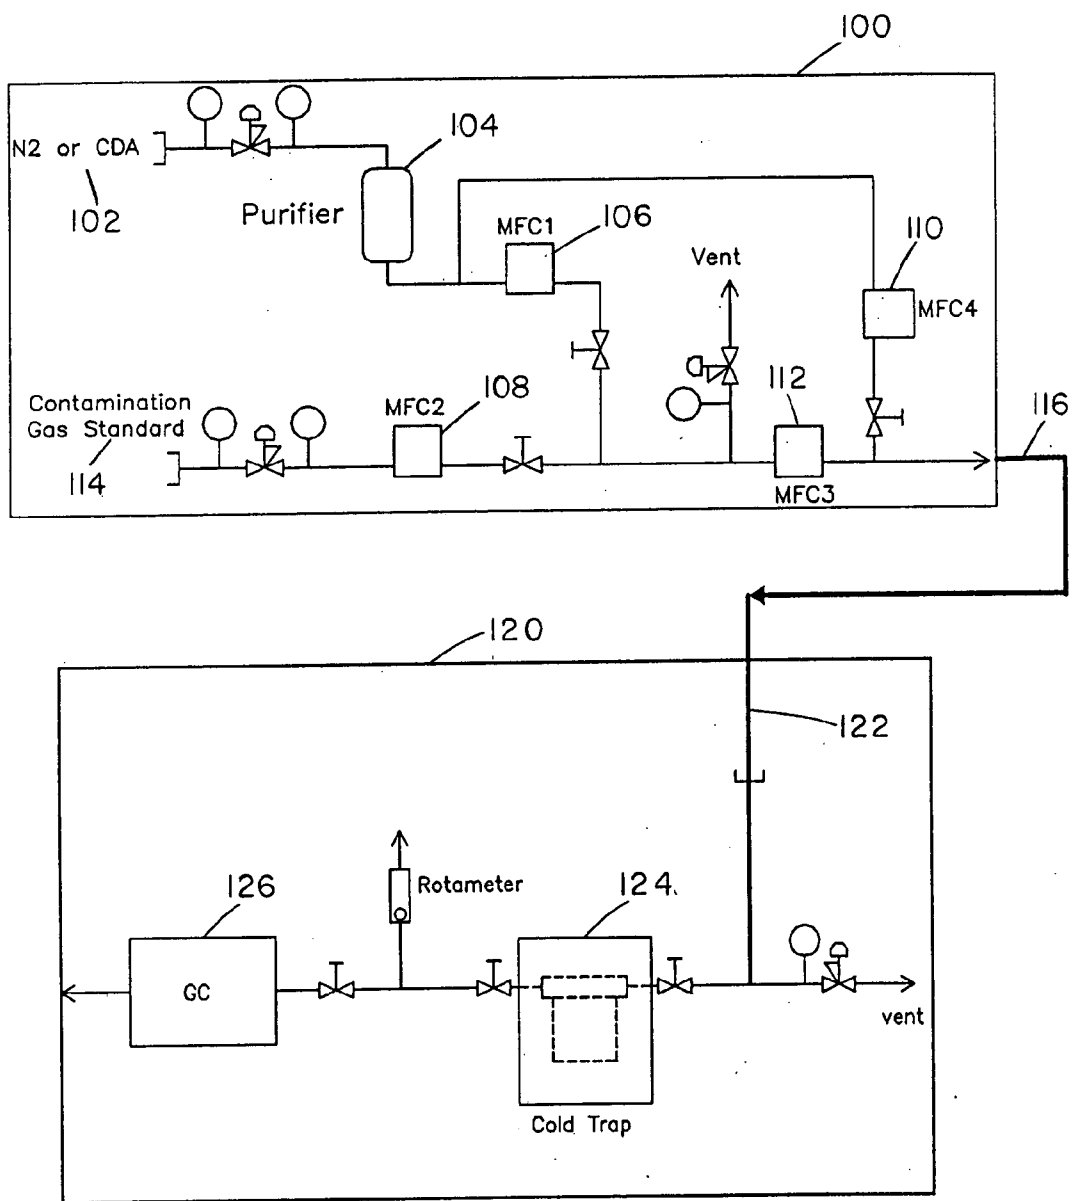 100
N2 or CDA
102
104
Purifier
MFC1
106
110
Vent
MFC4
Contamination
Gas Standard
114
MFC2
108
112
MFC3
116
120
122
126
Rotameter
124
GC
vent
Cold Trap